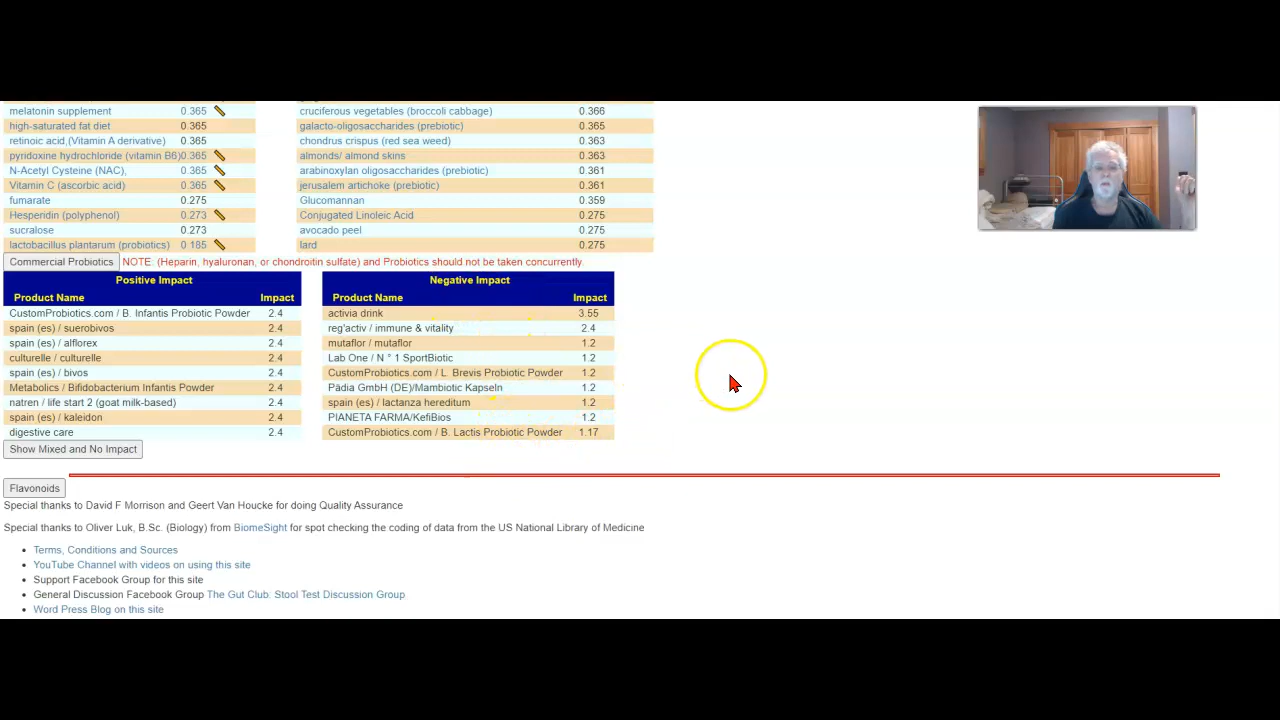 melatonin supplement 0.365 cruciferous vegetables (broccoli cabbage) 0.366
high-saturated fat diet 0.365 galacto-oligosaccharides (prebiotic) 0.365
retinoic acid,(Vitamin A derivative) 0.365 chondrus crispus (red sea weed) 0.363
pyridoxine hydrochloride (vitamin B6) 0.365 almonds/ almond skins 0.363
N-Acetyl Cysteine (NAC), 0.365 arabinoxylan oligosaccharides (prebiotic) 0.361
Vitamin C (ascorbic acid) 0.365 jerusalem artichoke (prebiotic) 0.361
fumarate 0.275 Glucomannan 0.359
Hesperidin (polyphenol) 0.273 Conjugated Linoleic Acid 0.275
sucralose 0.273 avocado peel 0.275
lactobacillus plantarum (probiotics) 0.185 lard 0.275
Commercial Probiotics NOTE: (Heparin, hyaluronan, or chondroitin sulfate) and Probiotics should not be taken concurrently.
Positive Impact Negative Impact
Product Name Impact Product Name Impact
CustomProbiotics.com / B. Infantis Probiotic Powder 2.4 activia drink 3.55
spain (es) / suerobivos 2.4 reg'activ / immune & vitality 2.4
spain (es) / alflorex 2.4 mutaflor / mutaflor 1.2
culturelle / culturelle 2.4 Lab One / N ° 1 SportBiotic 1.2
spain (es) / bivos 2.4 CustomProbiotics.com / L. Brevis Probiotic Powder 1.2
Metabolics / Bifidobacterium Infantis Powder 2.4 Pädia GmbH (DE)/Mambiotic Kapseln 1.2
natren / life start 2 (goat milk-based) 2.4 spain (es) / lactanza hereditum 1.2
spain (es) / kaleidon 2.4 PIANETA FARMA/KefiBios 1.2
digestive care 2.4 CustomProbiotics.com / B. Lactis Probiotic Powder 1.17
Show Mixed and No Impact
Flavonoids
Special thanks to David F Morrison and Geert Van Houcke for doing Quality Assurance
Special thanks to Oliver Luk, B.Sc. (Biology) from BiomeSight for spot checking the coding of data from the US National Library of Medicine
• Terms, Conditions and Sources
• YouTube Channel with videos on using this site
• Support Facebook Group for this site
• General Discussion Facebook Group The Gut Club. Stool Test Discussion Group
• Word Press Blog on this site